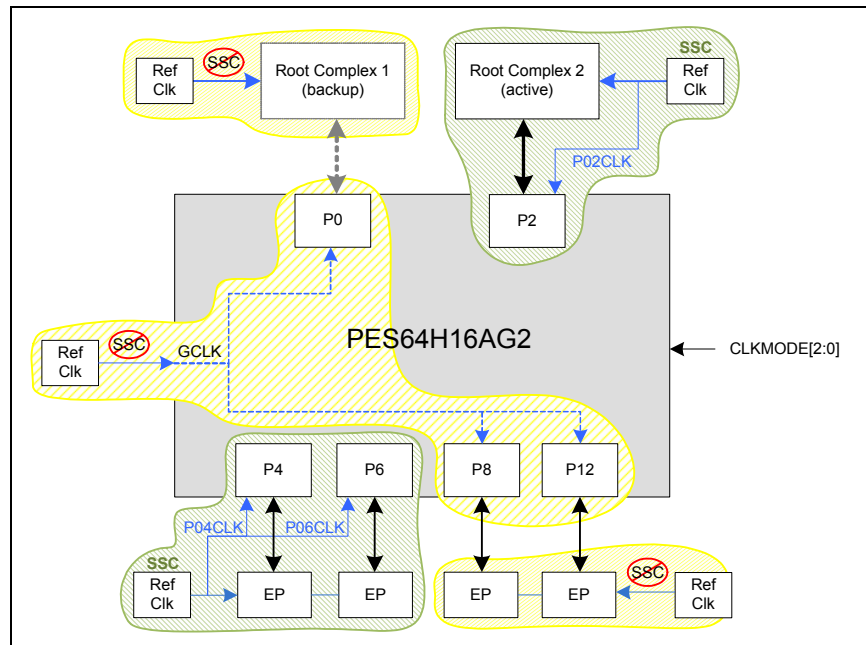 SSC
Ref
Clk
Root Complex 1
(backup)
Root Complex 2
(active)
SSC
Ref
Clk
P02CLK
P0
P2
PES64H16AG2
Ref
Clk
SSC
GCLK
CLKMODE[2:0]
P4
P6
P8
P12
P04CLK
P06CLK
SSC
Ref
Clk
EP
EP
EP
EP
SSC
Ref
Clk